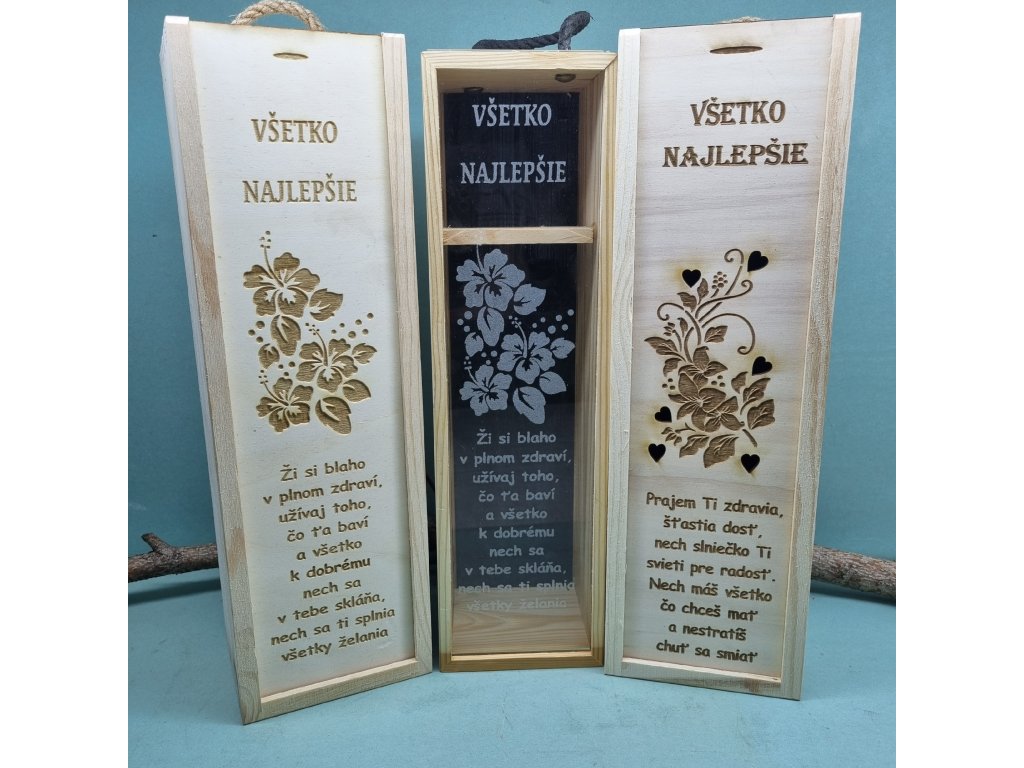 VŠETKO
NAJLEPŠIE
Ži si blaho
v plnom zdraví,
užívaj toho,
čo ťa baví
a všetko
k dobrému
nech sa
v tebe skláňa,
nech sa ti splnia
všetky želania
VŠETKO
NAJLEPŠIE
Ži si blaho
v plnom zdraví,
užívaj toho,
čo ťa baví
a všetko
k dobrému
nech sa
v tebe skláňa,
nech sa ti splnia
všetky želania
VŠETKO
NAJLEPŠIE
Prajem Ti zdravia,
šťastia dosť,
nech slniečko Ti
svieti pre radosť.
Nech máš všetko
čo chceš mať
a nestratíš
chuť sa smiať